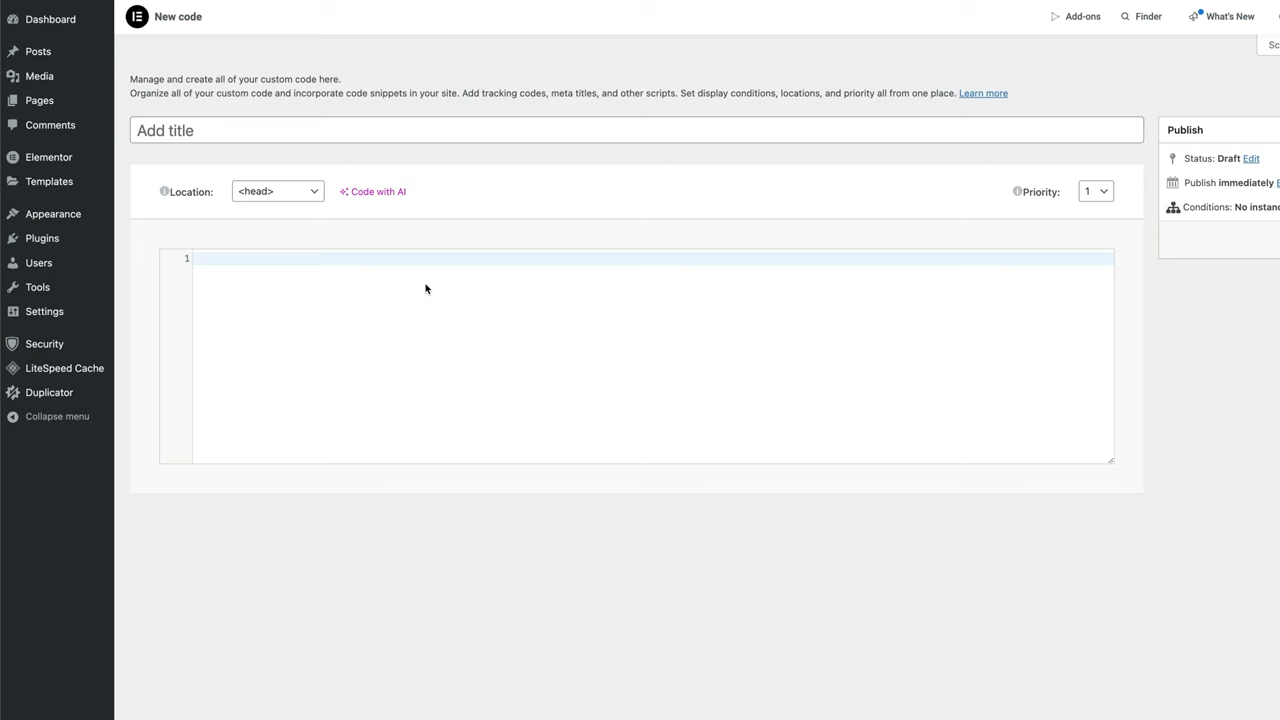 Dashboard
Posts
Media
Pages
Comments
Elementor
Templates
Appearance
Plugins
Users
Tools
Settings
Security
LiteSpeed Cache
Duplicator
Collapse menu
New code
Add-ons
Finder
What's New
Sc
Manage and create all of your custom code here.
Organize all of your custom code and incorporate code snippets in your site. Add tracking codes, meta titles, and other scripts. Set display conditions, locations, and priority all from one place. Learn more
Add title
Location:
<head>
Code with AI
Priority:
1
1
Publish
Status: Draft Edit
Publish immediately E
Conditions: No instanc